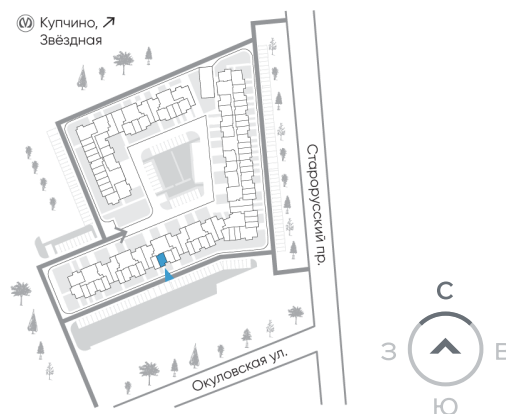 Купчино, ↗
Звёздная
Старорусский пр.
Окуловская ул.
С
З
В
Ю